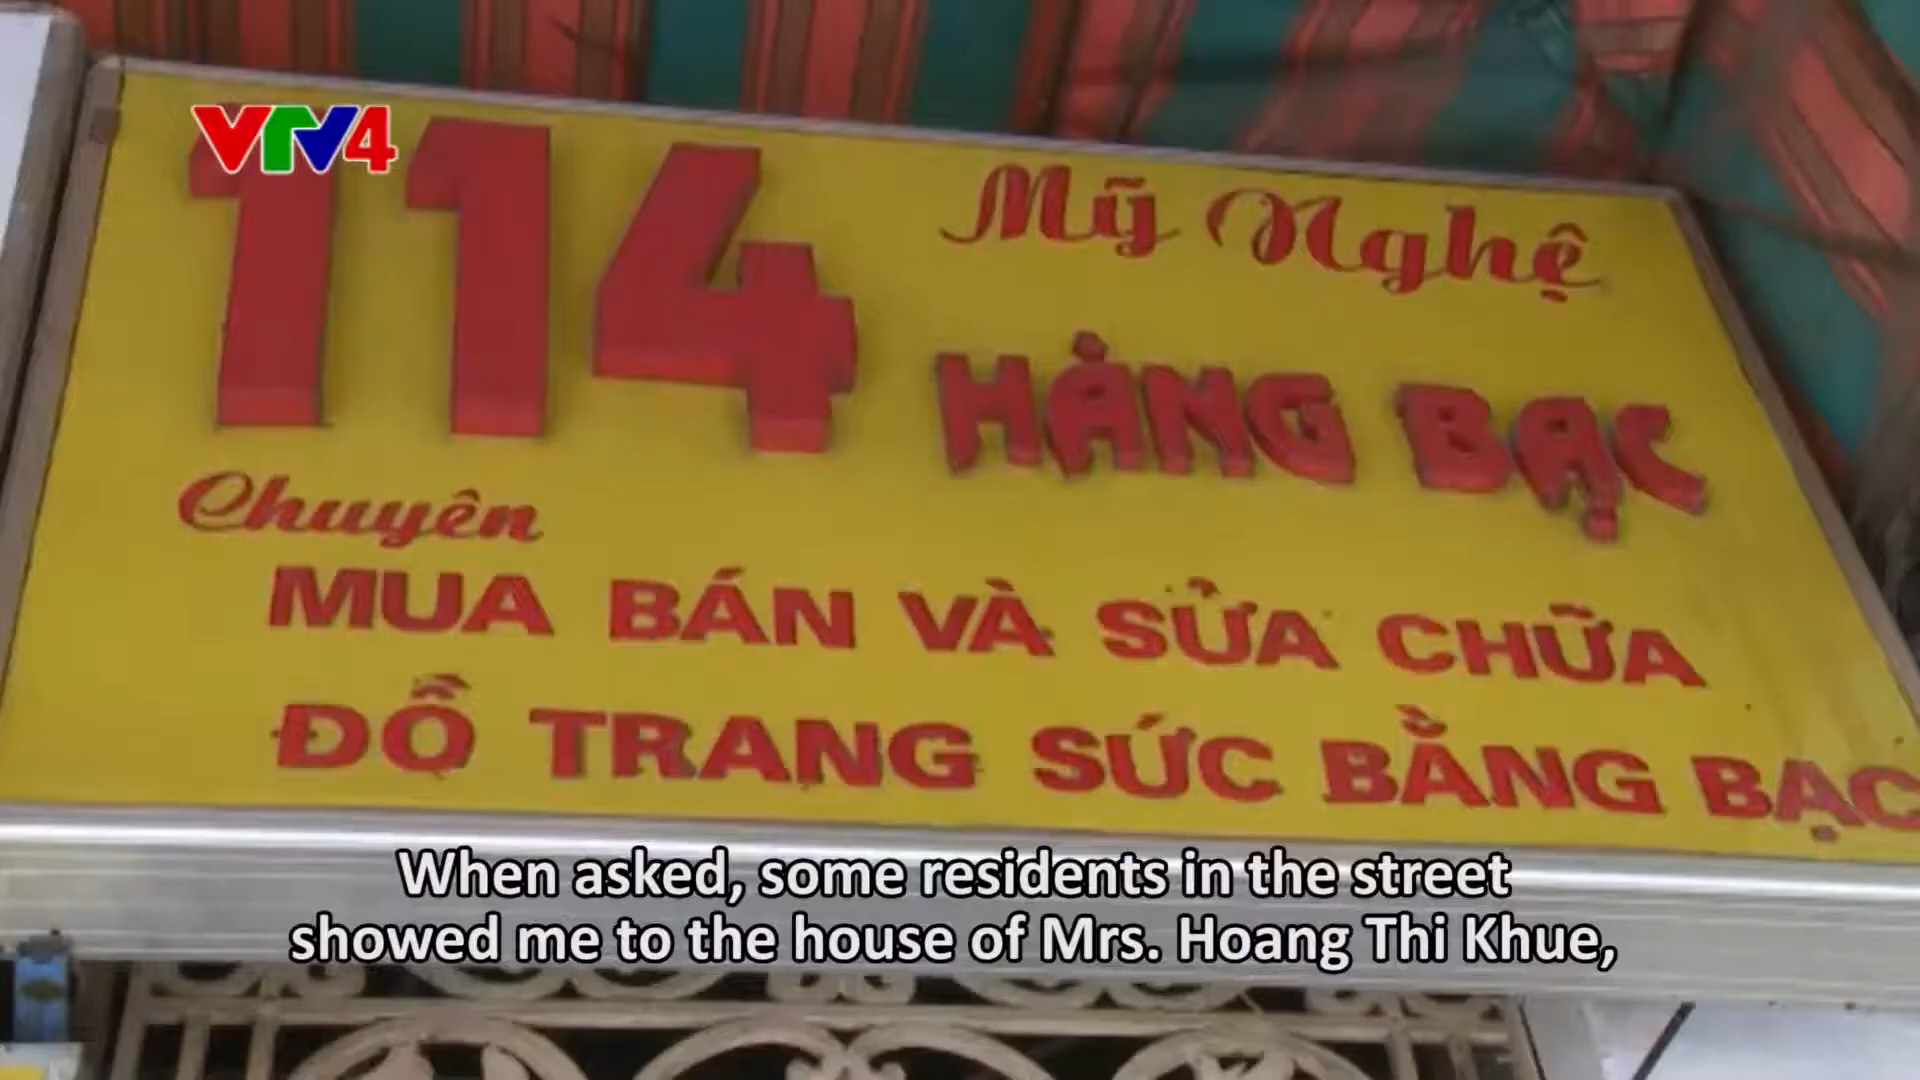 VTV4
114 Mỹ Nghệ
HÀNG BẠC
Chuyên
MUA BÁN VÀ SỬA CHỮA
ĐỒ TRANG SỨC BẰNG BẠC
When asked, some residents in the street
showed me to the house of Mrs. Hoang Thi Khue,